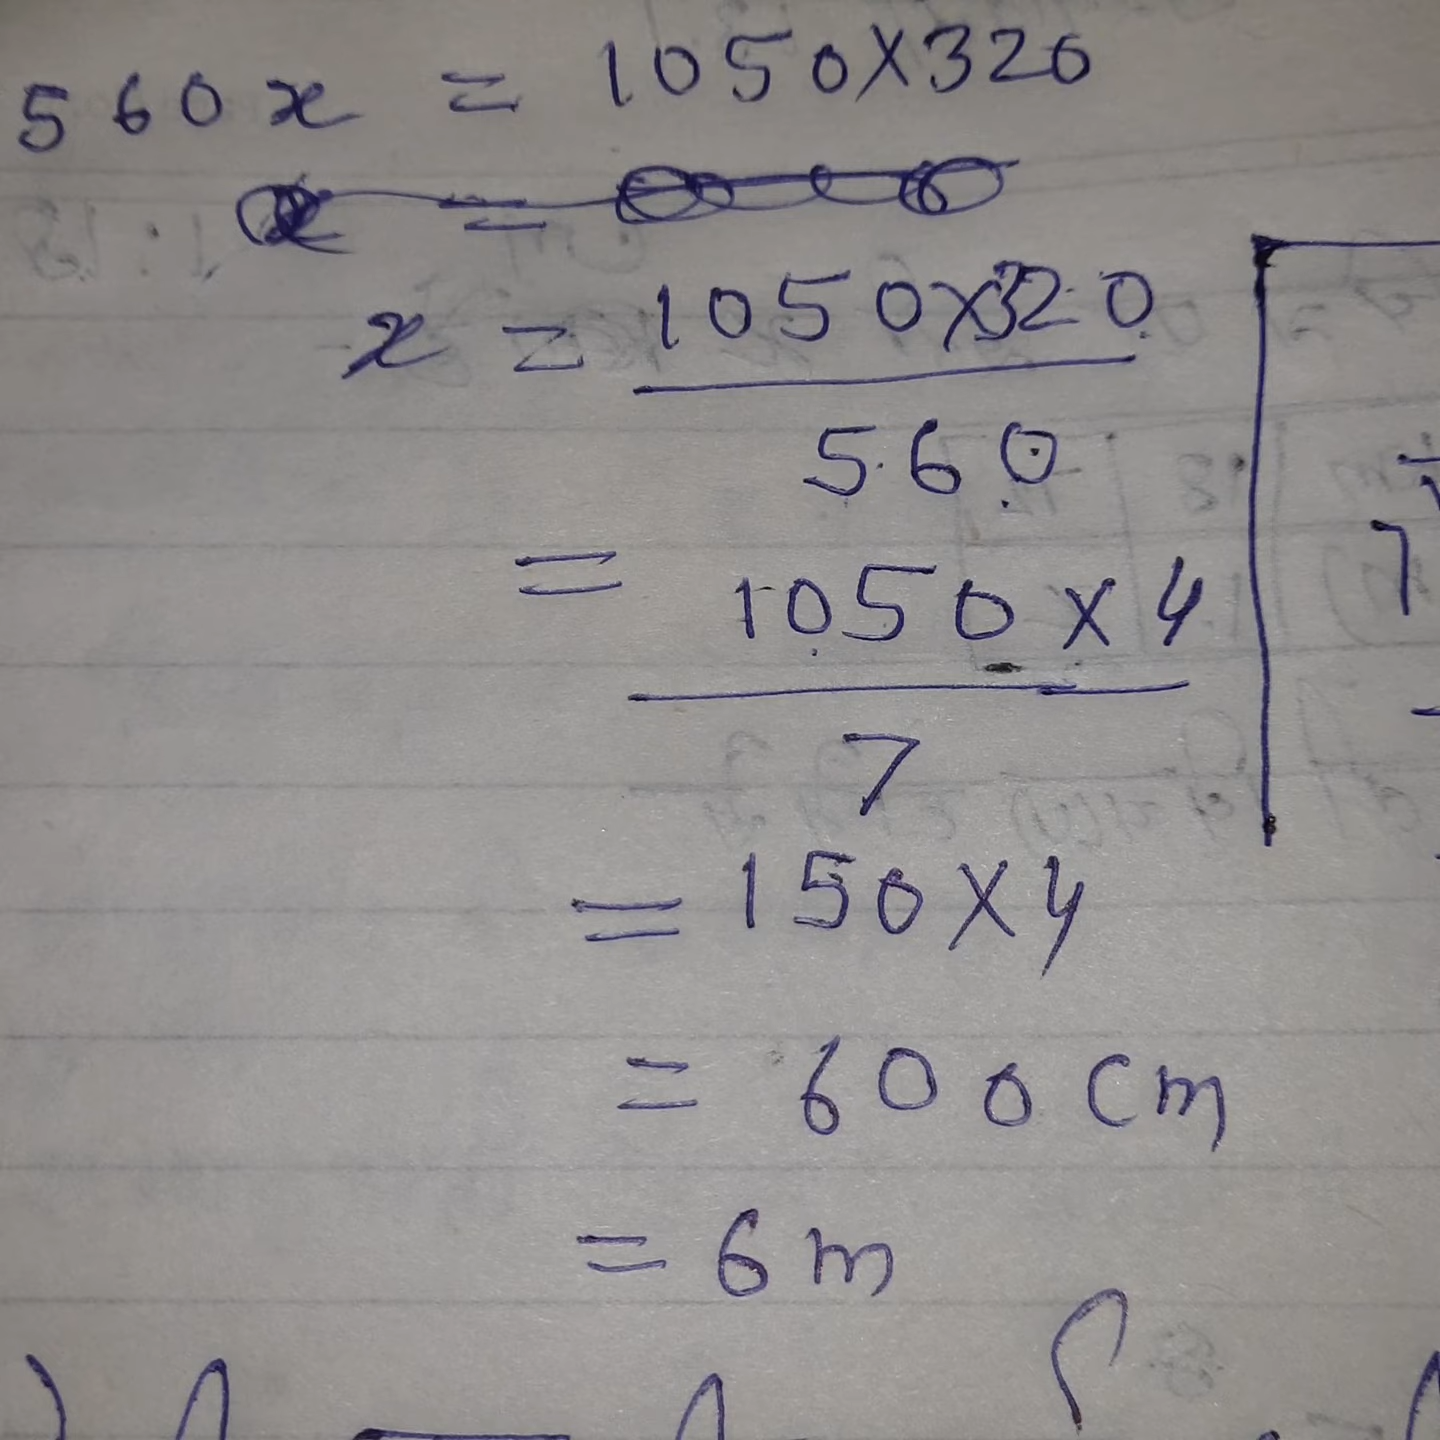 560x = 1050×320
x = 1050×320
560
= 1050×4
7
= 150×4
= 600 cm
= 6 m